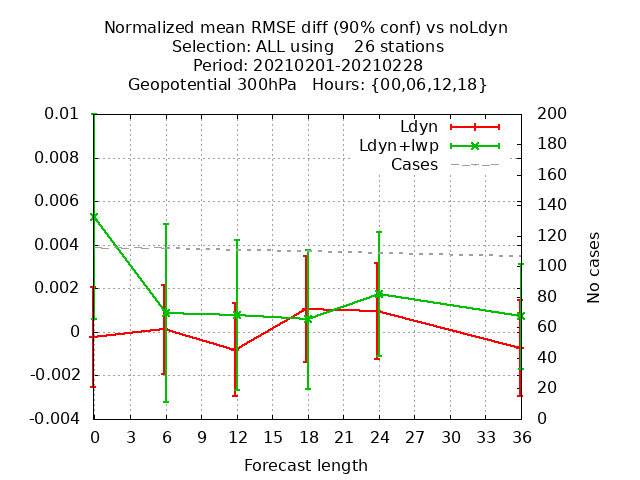 Normalized mean RMSE diff (90% conf) vs noLdyn
Selection: ALL using    26 stations
Period: 20210201-20210228
Geopotential 300hPa   Hours: {00,06,12,18}
Ldyn
Ldyn+lwp
Cases
0.01
0.008
0.006
0.004
0.002
0
-0.002
-0.004
200
180
160
140
120
100
80
60
40
20
0
No cases
0 3 6 9 12 15 18 21 24 27 30 33 36
Forecast length